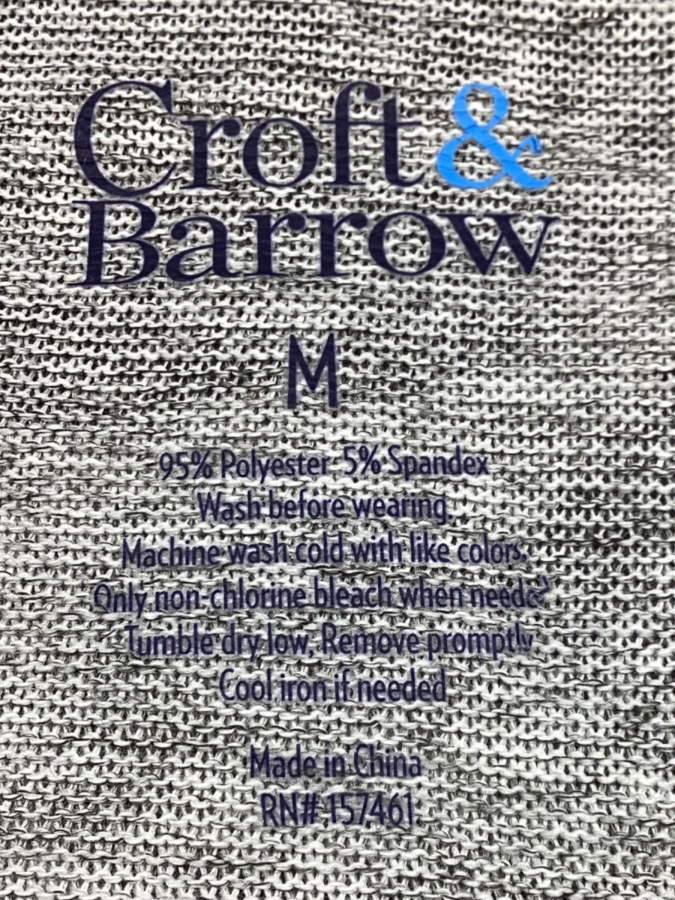 Croft &
Barrow
M
95% Polyester 5% Spandex
Wash before wearing.
Machine wash cold with like colors.
Only non-chlorine bleach when needed
Tumble dry low, Remove promptly
Cool iron if needed
Made in China
RN# 157461